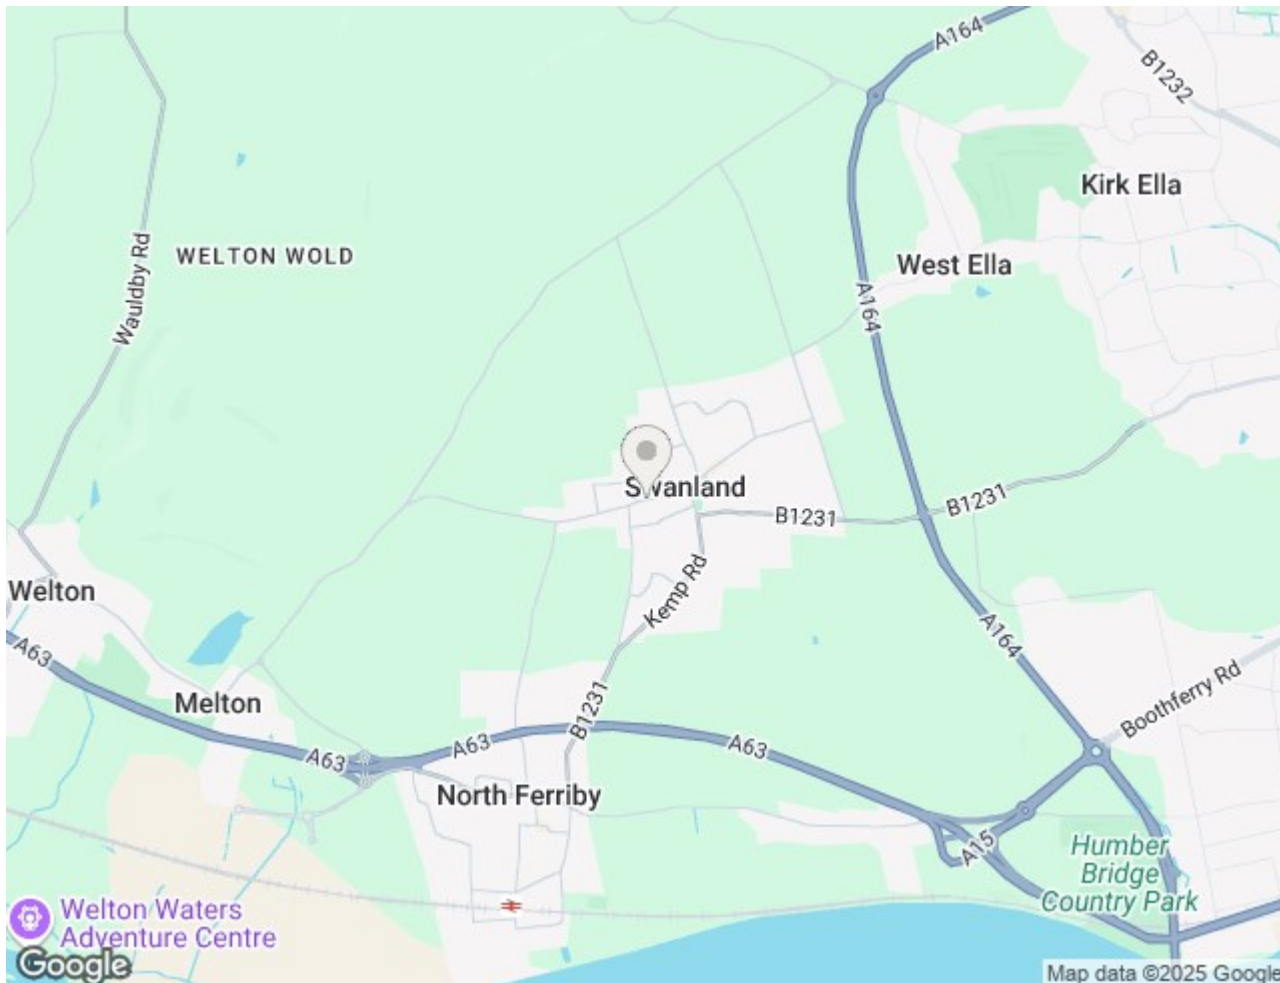 A164
B1232
Kirk Ella
Wauldby Rd
WELTON WOLD
West Ella
A164
Swanland
B1231
B1231
Welton
Kemp Rd
A63
A164
Melton
B1231
Boothferry Rd
A63
A63
A63
North Ferriby
A15
Humber
Bridge
Country Park
Welton Waters
Adventure Centre
Google
Map data ©2025 Google